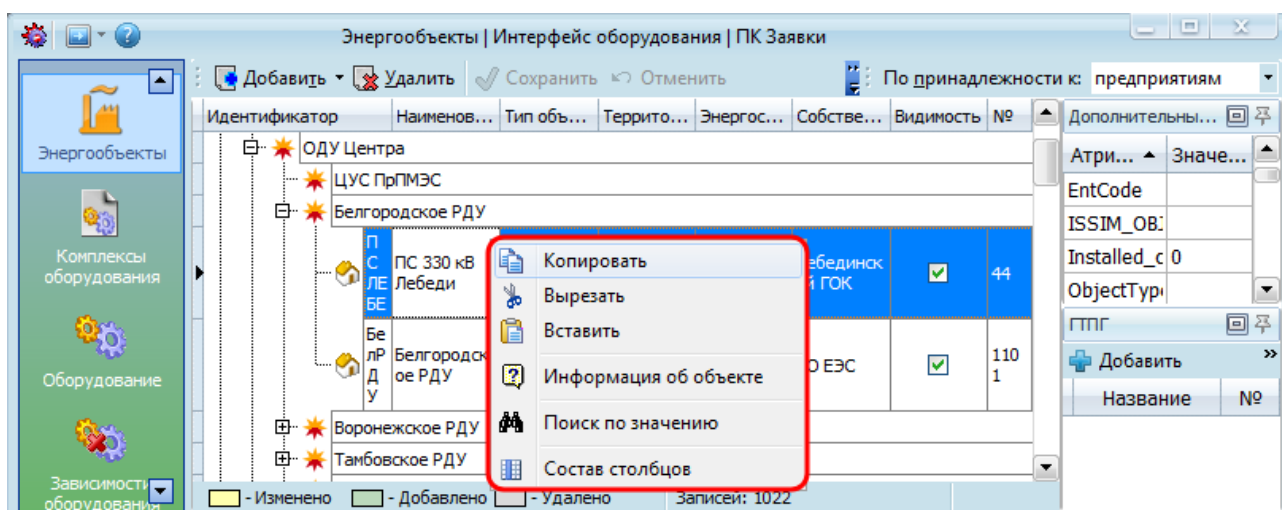 Энергообъекты | Интерфейс оборудования | ПК Заявки
Энергообъекты
Комплексы
оборудования
Оборудование
Зависимости
оборудования
Добавить Удалить Сохранить Отменить По принадлежности к: предприятиям
Идентификатор Наименов... Тип объ... Террито... Энергос... Собстве... Видимость №
ОДУ Центра
ЦУС ПрПМЭС
Белгородское РДУ
П
С
ЛЕ
БЕ
ПС 330 кВ
Лебеди
ебединск
й ГОК
44
Бе
лР
Д
У
Белгородск
ое РДУ
О ЕЭС
110
1
Воронежское РДУ
Тамбовское РДУ
Копировать
Вырезать
Вставить
Информация об объекте
Поиск по значению
Состав столбцов
- Изменено - Добавлено - Удалено Записей: 1022
Дополнительны...
Атри... Значе...
EntCode
ISSIM_OB
Installed_c 0
ObjectTyp
ГТПГ
Добавить »
Название №